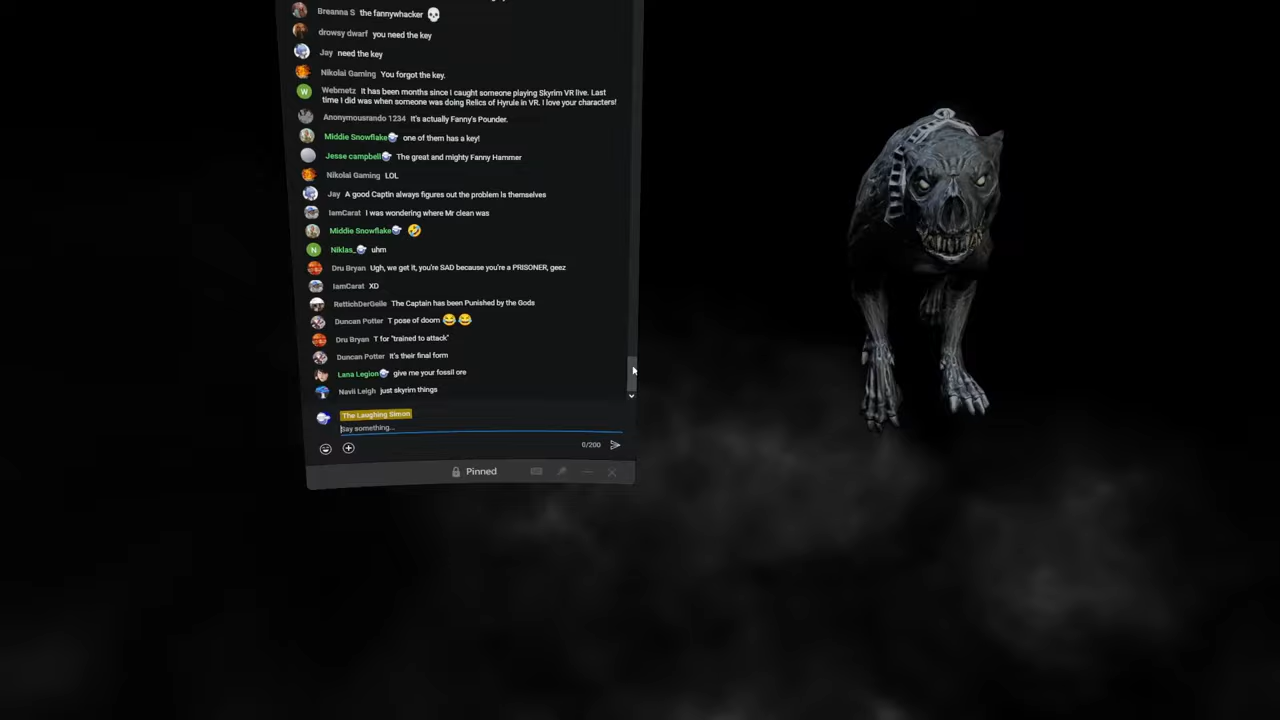 Breanna S the fannywhacker 💀
drowsy dwarf you need the key
Jay need the key
Nikolai Gaming You forgot the key.
W Webmetz It has been months since I caught someone playing Skyrim VR live. Last
time I did was when someone was doing Relics of Hyrule in VR. I love your characters!
Anonymousrando 1234 It's actually Fanny's Pounder.
Middie Snowflake one of them has a key!
Jesse campbell The great and mighty Fanny Hammer
Nikolai Gaming LOL
Jay A good Captin always figures out the problem is themselves
IamCarat I was wondering where Mr clean was
Middie Snowflake 🤣
N Niklas_ uhm
Dru Bryan Ugh, we get it, you're SAD because you're a PRISONER, geez
IamCarat XD
RettichDerGeile The Captain has been Punished by the Gods
Duncan Potter T pose of doom 😂 😂
Dru Bryan T for "trained to attack"
Duncan Potter It's their final form
Lana Legion give me your fossil ore
Navii Leigh just skyrim things
The Laughing Simon
Say something...
0/200
Pinned